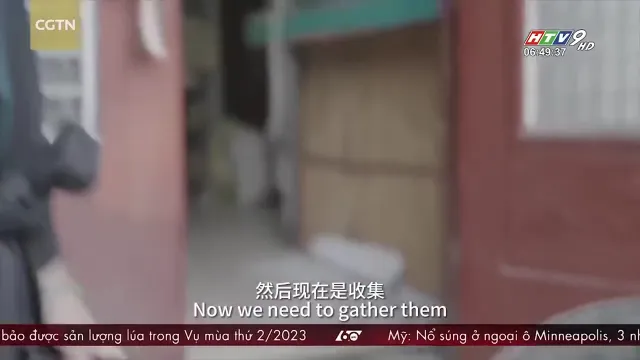 CGTN
HTV9 HD
06:49:37
然后现在是收集
Now we need to gather them
bảo được sản lượng lúa trong Vụ mùa thứ 2/2023
Mỹ: Nổ súng ở ngoại ô Minneapolis, 3 n